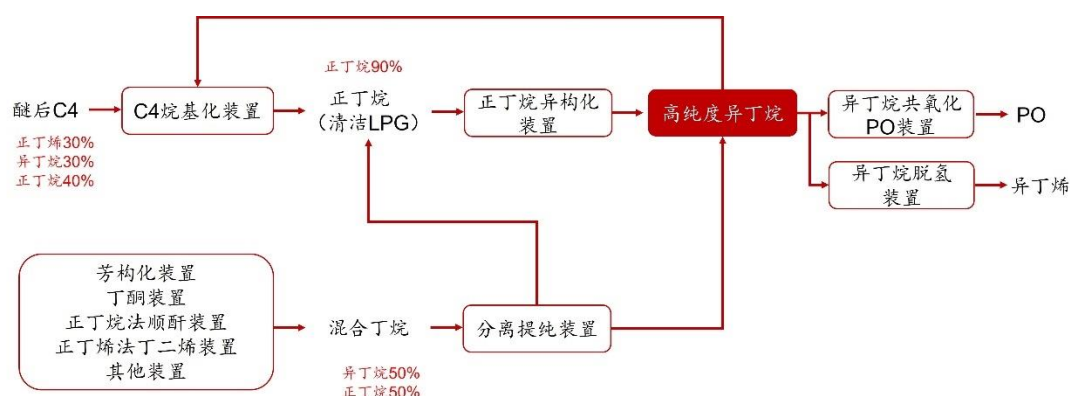 正丁烷90%
醚后C4
C4烷基化装置
正丁烷
（清洁LPG）
正丁烷异构化
装置
高纯度异丁烷
异丁烷共氧化
PO装置
PO
正丁烯30%
异丁烷30%
正丁烷40%
异丁烷脱氢
装置
异丁烯
芳构化装置
丁酮装置
正丁烷法顺酐装置
正丁烯法丁二烯装置
其他装置
混合丁烷
分离提纯装置
异丁烷50%
正丁烷50%